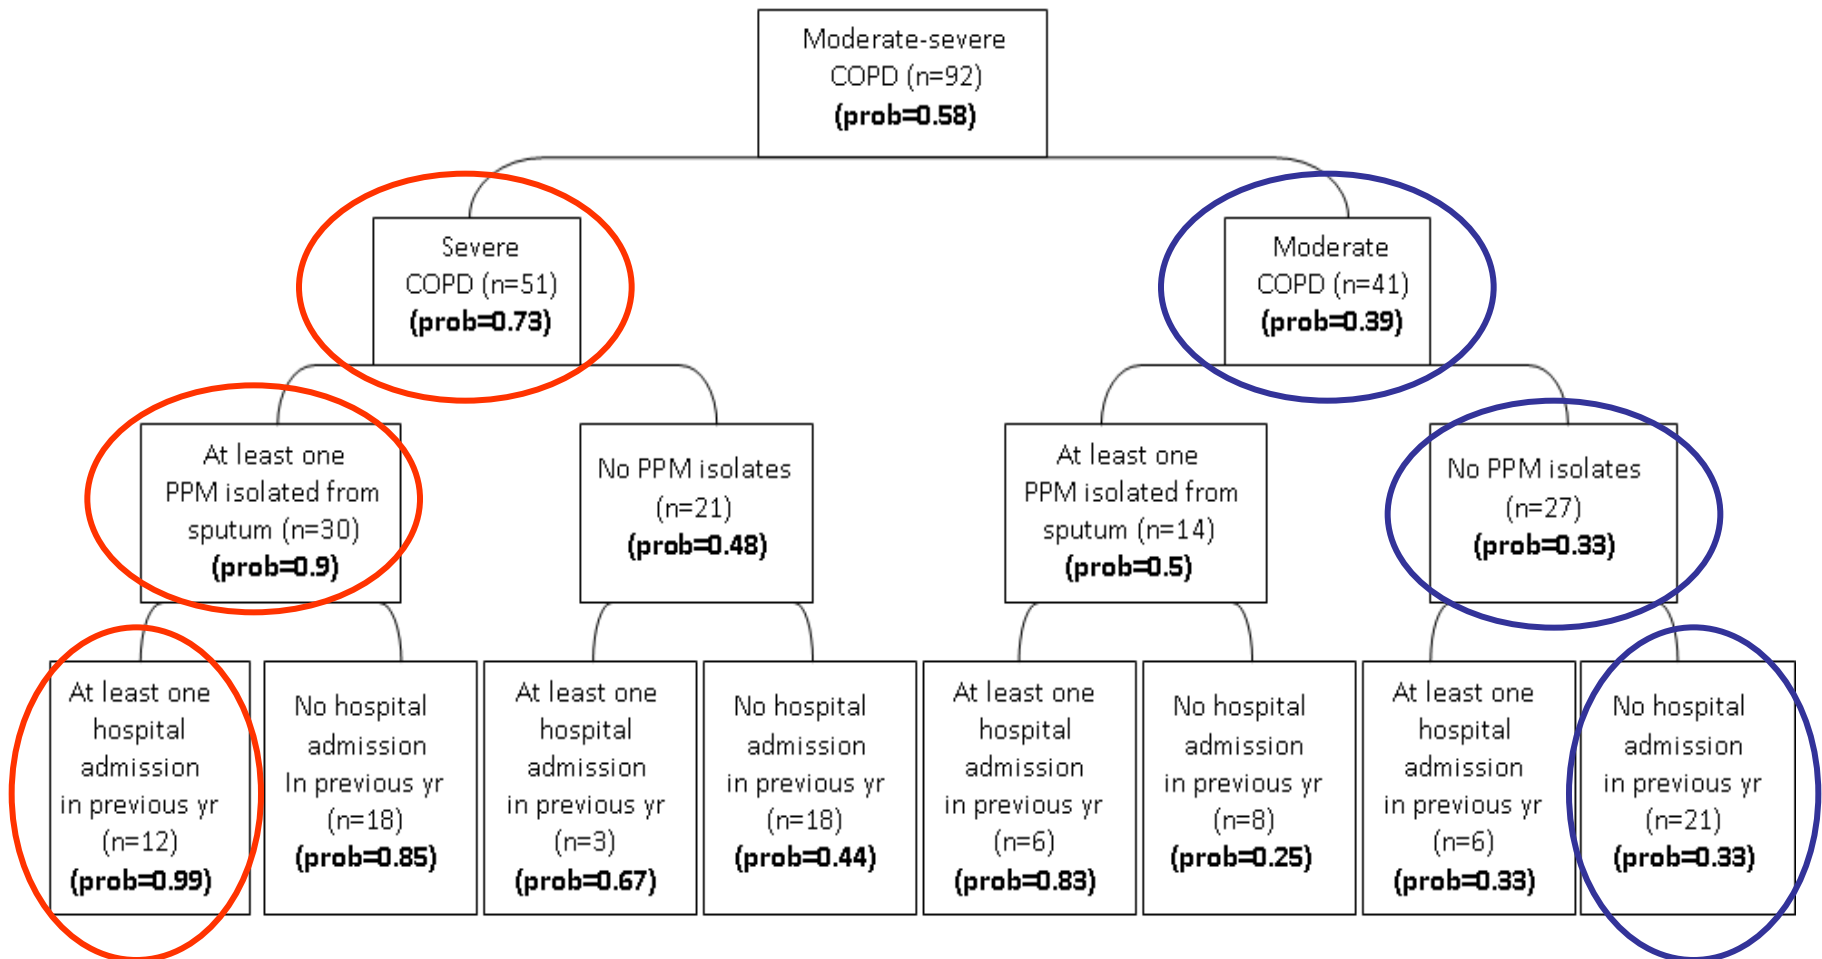 Moderate-severe
COPD (n=92)
(prob=0.58)
Severe
COPD (n=51)
(prob=0.73)
Moderate
COPD (n=41)
(prob=0.39)
At least one
PPM isolated from
sputum (n=30)
(prob=0.9)
No PPM isolates
(n=21)
(prob=0.48)
At least one
PPM isolated from
sputum (n=14)
(prob=0.5)
No PPM isolates
(n=27)
(prob=0.33)
At least one
hospital
admission
in previous yr
(n=12)
(prob=0.99)
No hospital
admission
In previous yr
(n=18)
(prob=0.85)
At least one
hospital
admission
in previous yr
(n=3)
(prob=0.67)
No hospital
admission
in previous yr
(n=18)
(prob=0.44)
At least one
hospital
admission
in previous yr
(n=6)
(prob=0.83)
No hospital
admission
in previous yr
(n=8)
(prob=0.25)
At least one
hospital
admission
in previous yr
(n=6)
(prob=0.33)
No hospital
admission
in previous yr
(n=21)
(prob=0.33)